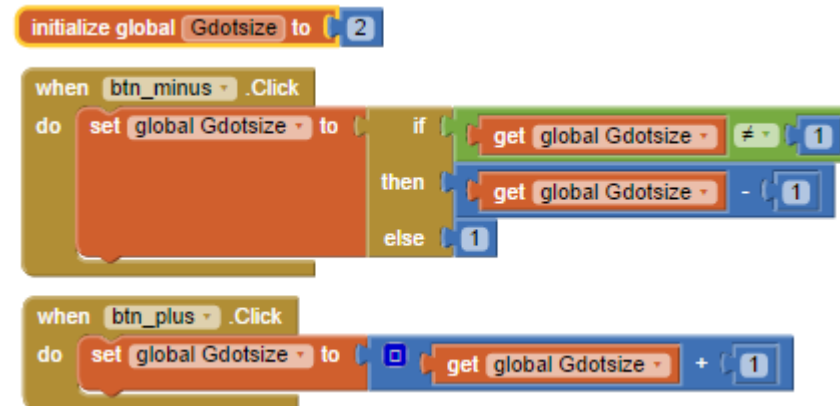 initialize global Gdotsize to 2
when btn_minus .Click
do set global Gdotsize to if get global Gdotsize ≠ 1
then get global Gdotsize - 1
else 1
when btn_plus .Click
do set global Gdotsize to get global Gdotsize + 1